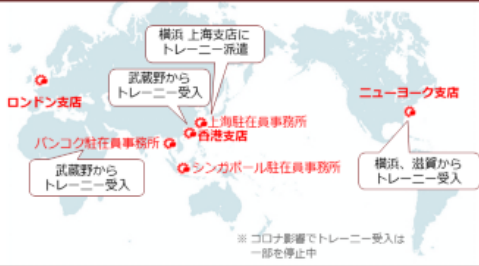 横浜 上海支店に
トレーニー派遣
武蔵野から
トレーニー受入
ロンドン支店
ニューヨーク支店
上海駐在員事務所
香港支店
バンコク駐在員事務所
シンガポール駐在員事務所
武蔵野から
トレーニー受入
横浜、滋賀から
トレーニー受入
※ コロナ影響でトレーニー受入は
一部を停止中